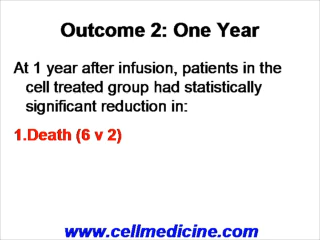 Outcome 2: One Year
At 1 year after infusion, patients in the
cell treated group had statistically
significant reduction in:
1.Death (6 v 2)
www.cellmedicine.com